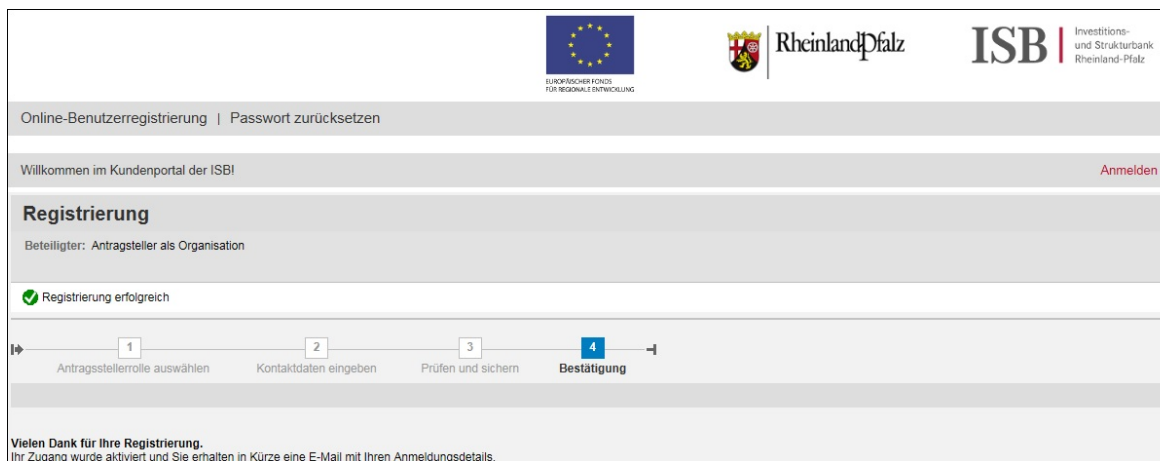 EUROPÄISCHER FONDS
FÜR REGIONALE ENTWICKLUNG
RheinlandPfalz
ISB
Investitions-
und Strukturbank
Rheinland-Pfalz
Online-Benutzerregistrierung | Passwort zurücksetzen
Willkommen im Kundenportal der ISB!
Anmelden
Registrierung
Beteiligter: Antragsteller als Organisation
Registrierung erfolgreich
1 2 3 4
Antragsstellerrolle auswählen Kontaktdaten eingeben Prüfen und sichern Bestätigung
Vielen Dank für Ihre Registrierung.
Ihr Zugang wurde aktiviert und Sie erhalten in Kürze eine E-Mail mit Ihren Anmeldungsdetails.